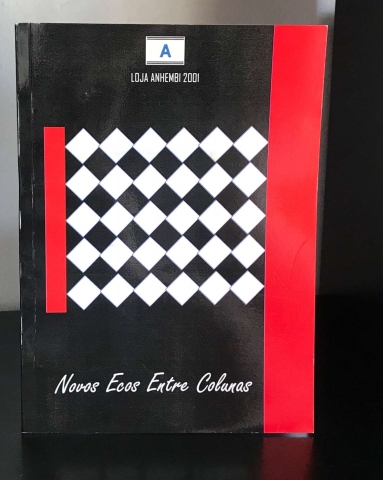 A
LOJA ANHEMBI 2001
Novos Ecos Entre Colunas